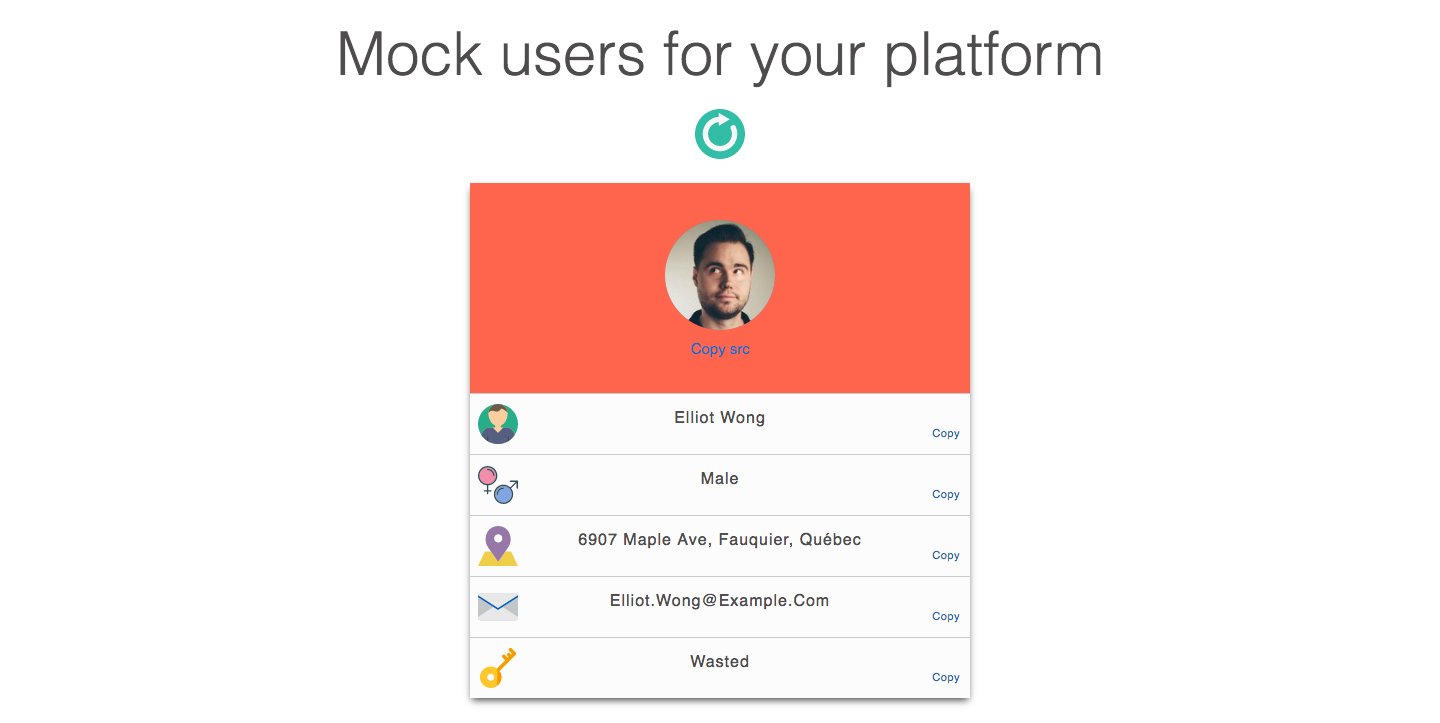 Mock users for your platform
Copy src
Elliot Wong
Copy
Male
Copy
6907 Maple Ave, Fauquier, Québec
Copy
Elliot.Wong@Example.Com
Copy
Wasted
Copy